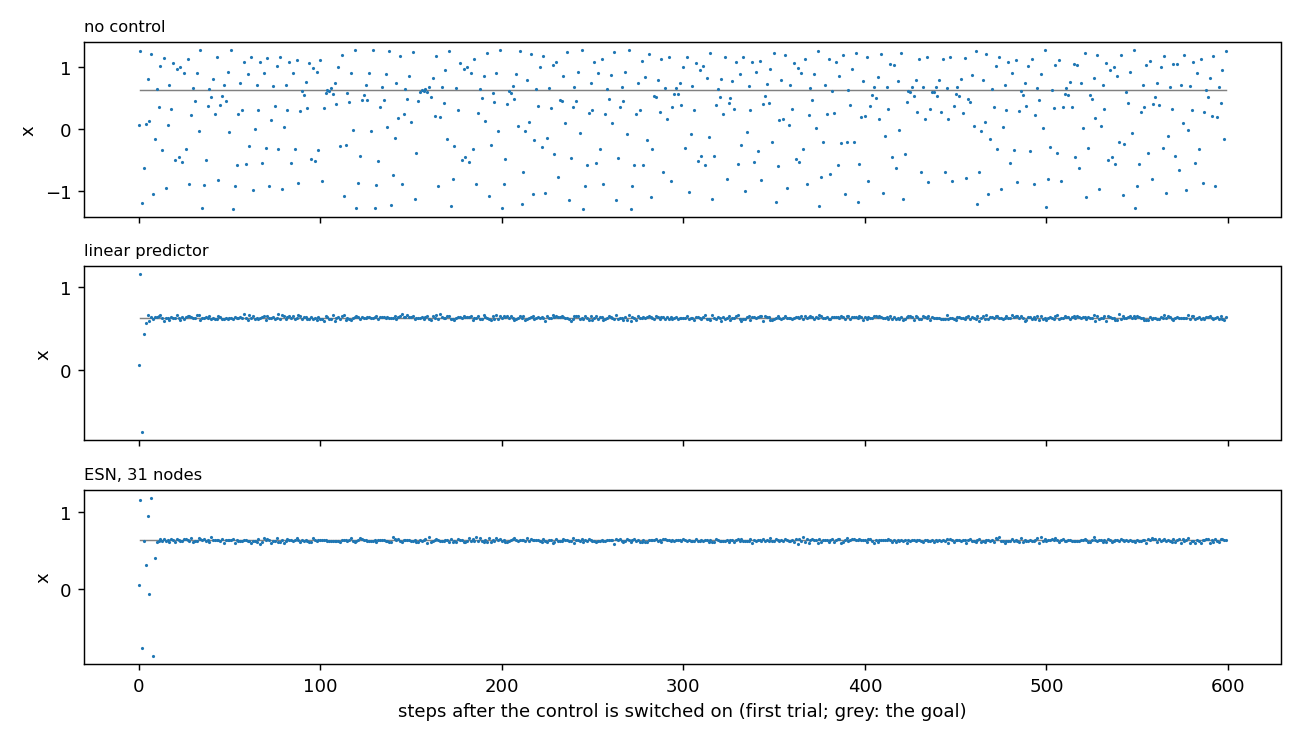 no control
1
0
−1
x
linear predictor
1
0
x
ESN, 31 nodes
1
0
x
0 100 200 300 400 500 600
steps after the control is switched on (first trial; grey: the goal)